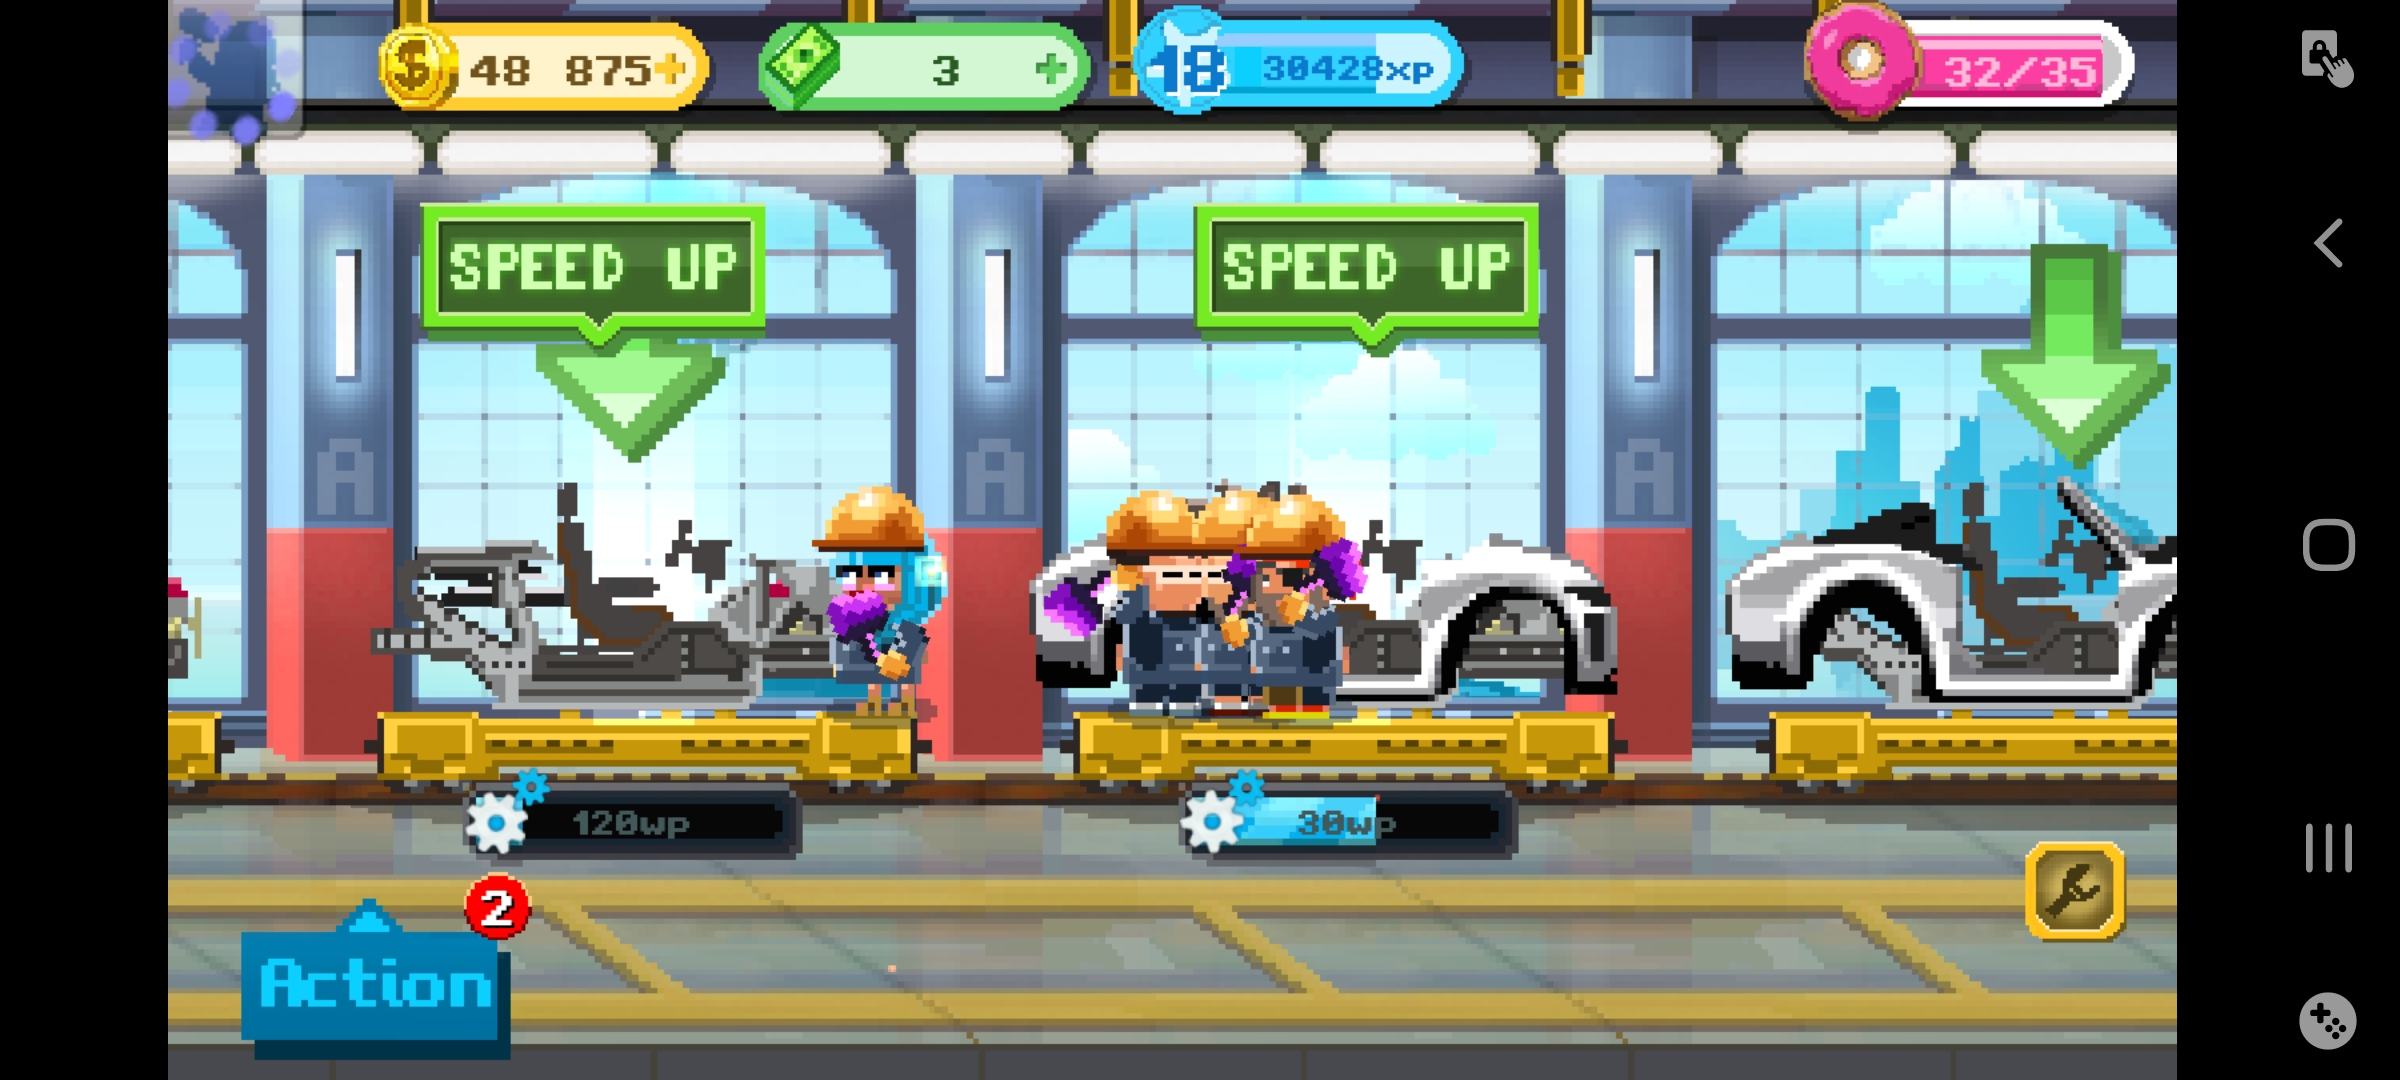 48 875
3
18
30428xp
32/35
SPEED UP
SPEED UP
A
A
A
120wp
30wp
2
Action